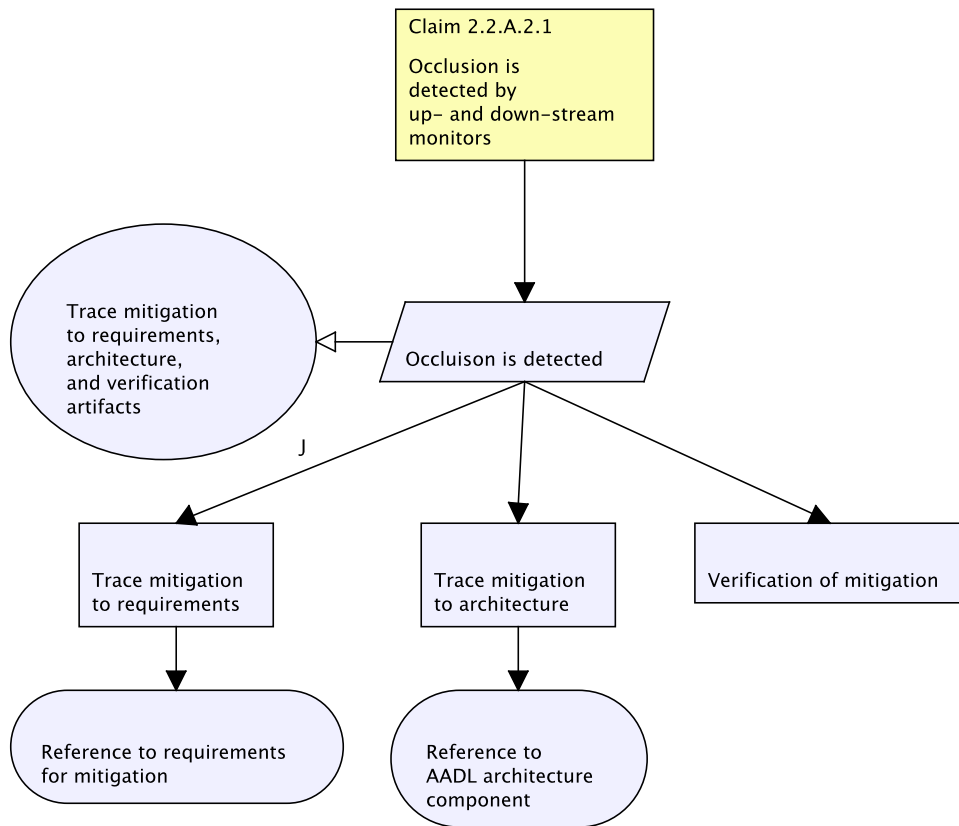 Claim 2.2.A.2.1
Occlusion is
detected by
up- and down-stream
monitors
Trace mitigation
to requirements,
architecture,
and verification
artifacts
Occluison is detected
J
Trace mitigation
to requirements
Trace mitigation
to architecture
Verification of mitigation
Reference to requirements
for mitigation
Reference to
AADL architecture
component